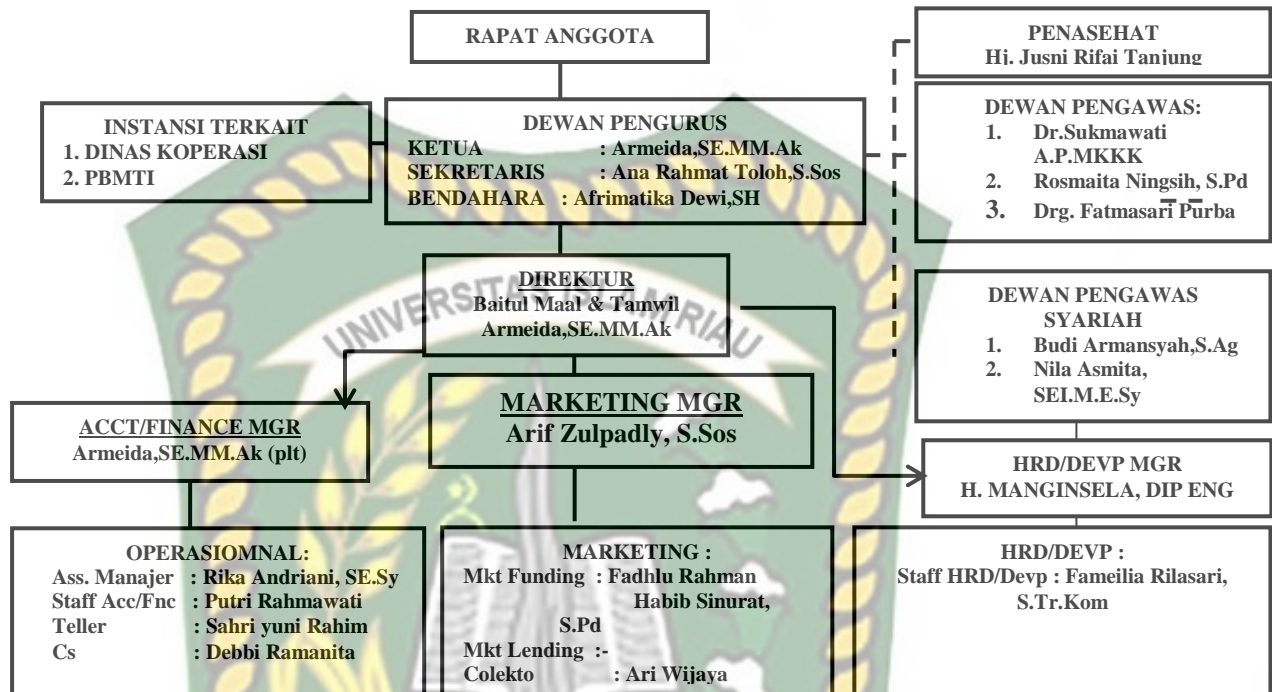 RAPAT ANGGOTA
PENASEHAT
Hj. Jusni Rifai Tanjung
INSTANSI TERKAIT
1. DINAS KOPERASI
2. PBMTI
DEWAN PENGURUS
KETUA : Armeida,SE.MM.Ak
SEKRETARIS : Ana Rahmat Toloh,S.Sos
BENDAHARA : Afrimatika Dewi,SH
DEWAN PENGAWAS:
1. Dr.Sukmawati
A.P.MKKK
2. Rosmaita Ningsih, S.Pd
3. Drg. Fatmasari Purba
DIREKTUR
Baitul Maal & Tamwil
Armeida,SE.MM.Ak
UNIVERSITAS ISLAM RIAU
DEWAN PENGAWAS
SYARIAH
1. Budi Armansyah,S.Ag
2. Nila Asmita,
SEI.M.E.Sy
ACCT/FINANCE MGR
Armeida,SE.MM.Ak (plt)
MARKETING MGR
Arif Zulpadly, S.Sos
HRD/DEVP MGR
H. MANGINSELA, DIP ENG
OPERASIOMNAL:
Ass. Manajer : Rika Andriani, SE.Sy
Staff Acc/Fnc : Putri Rahmawati
Teller : Sahri yuni Rahim
Cs : Debbi Ramanita
MARKETING :
Mkt Funding : Fadhlu Rahman
Habib Sinurat,
S.Pd
Mkt Lending :-
Colekto : Ari Wijaya
HRD/DEVP :
Staff HRD/Devp : Fameilia Rilasari,
S.Tr.Kom